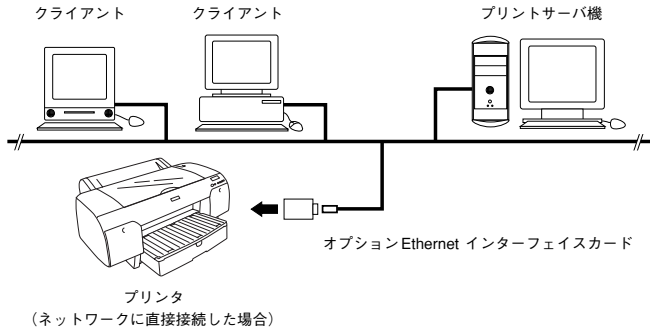 クライアント
クライアント
プリントサーバ機
オプションEthernet インターフェイスカード
プリンタ
（ネットワークに直接接続した場合）